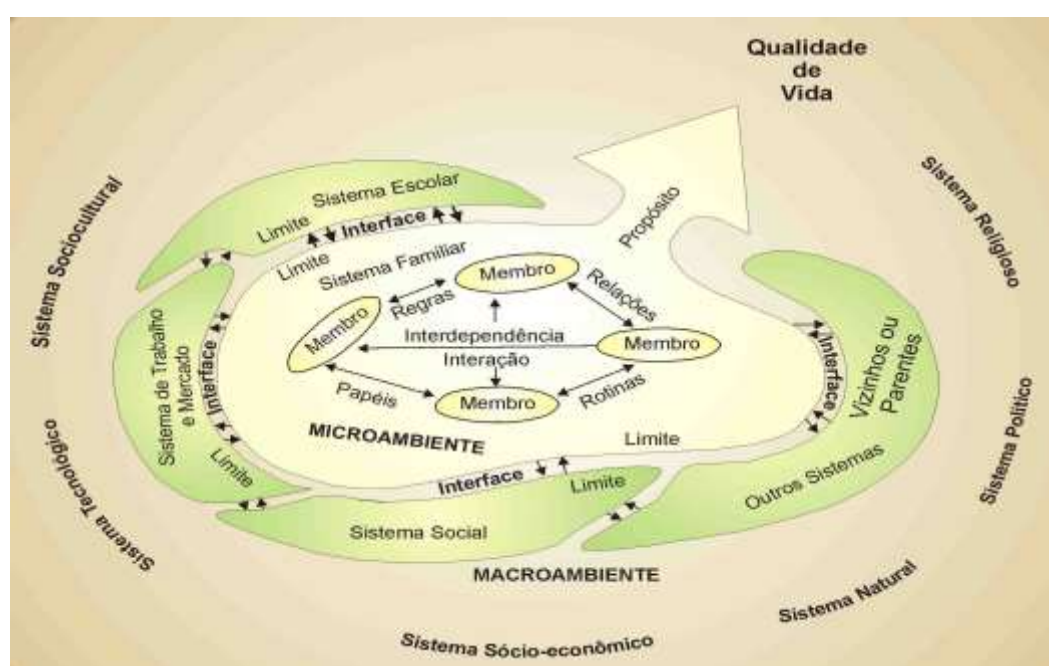 Qualidade
de
Vida
Sistema Sociocultural
Sistema Religioso
Sistema Escolar
Limite
Interface
Limite
Propósito
Sistema Familiar
Membro
Regras
Relações
Membro
Interdependência
Interação
Membro
Papéis
Membro
Rotinas
MICROAMBIENTE
Limite
Sistema de Trabalho
e Mercado
Interface
Limite
Interface
Vizinhos ou
Parentes
Outros Sistemas
Interface
Limite
Sistema Social
Sistema Político
Sistema Tecnológico
MACROAMBIENTE
Sistema Natural
Sistema Sócio-econômico